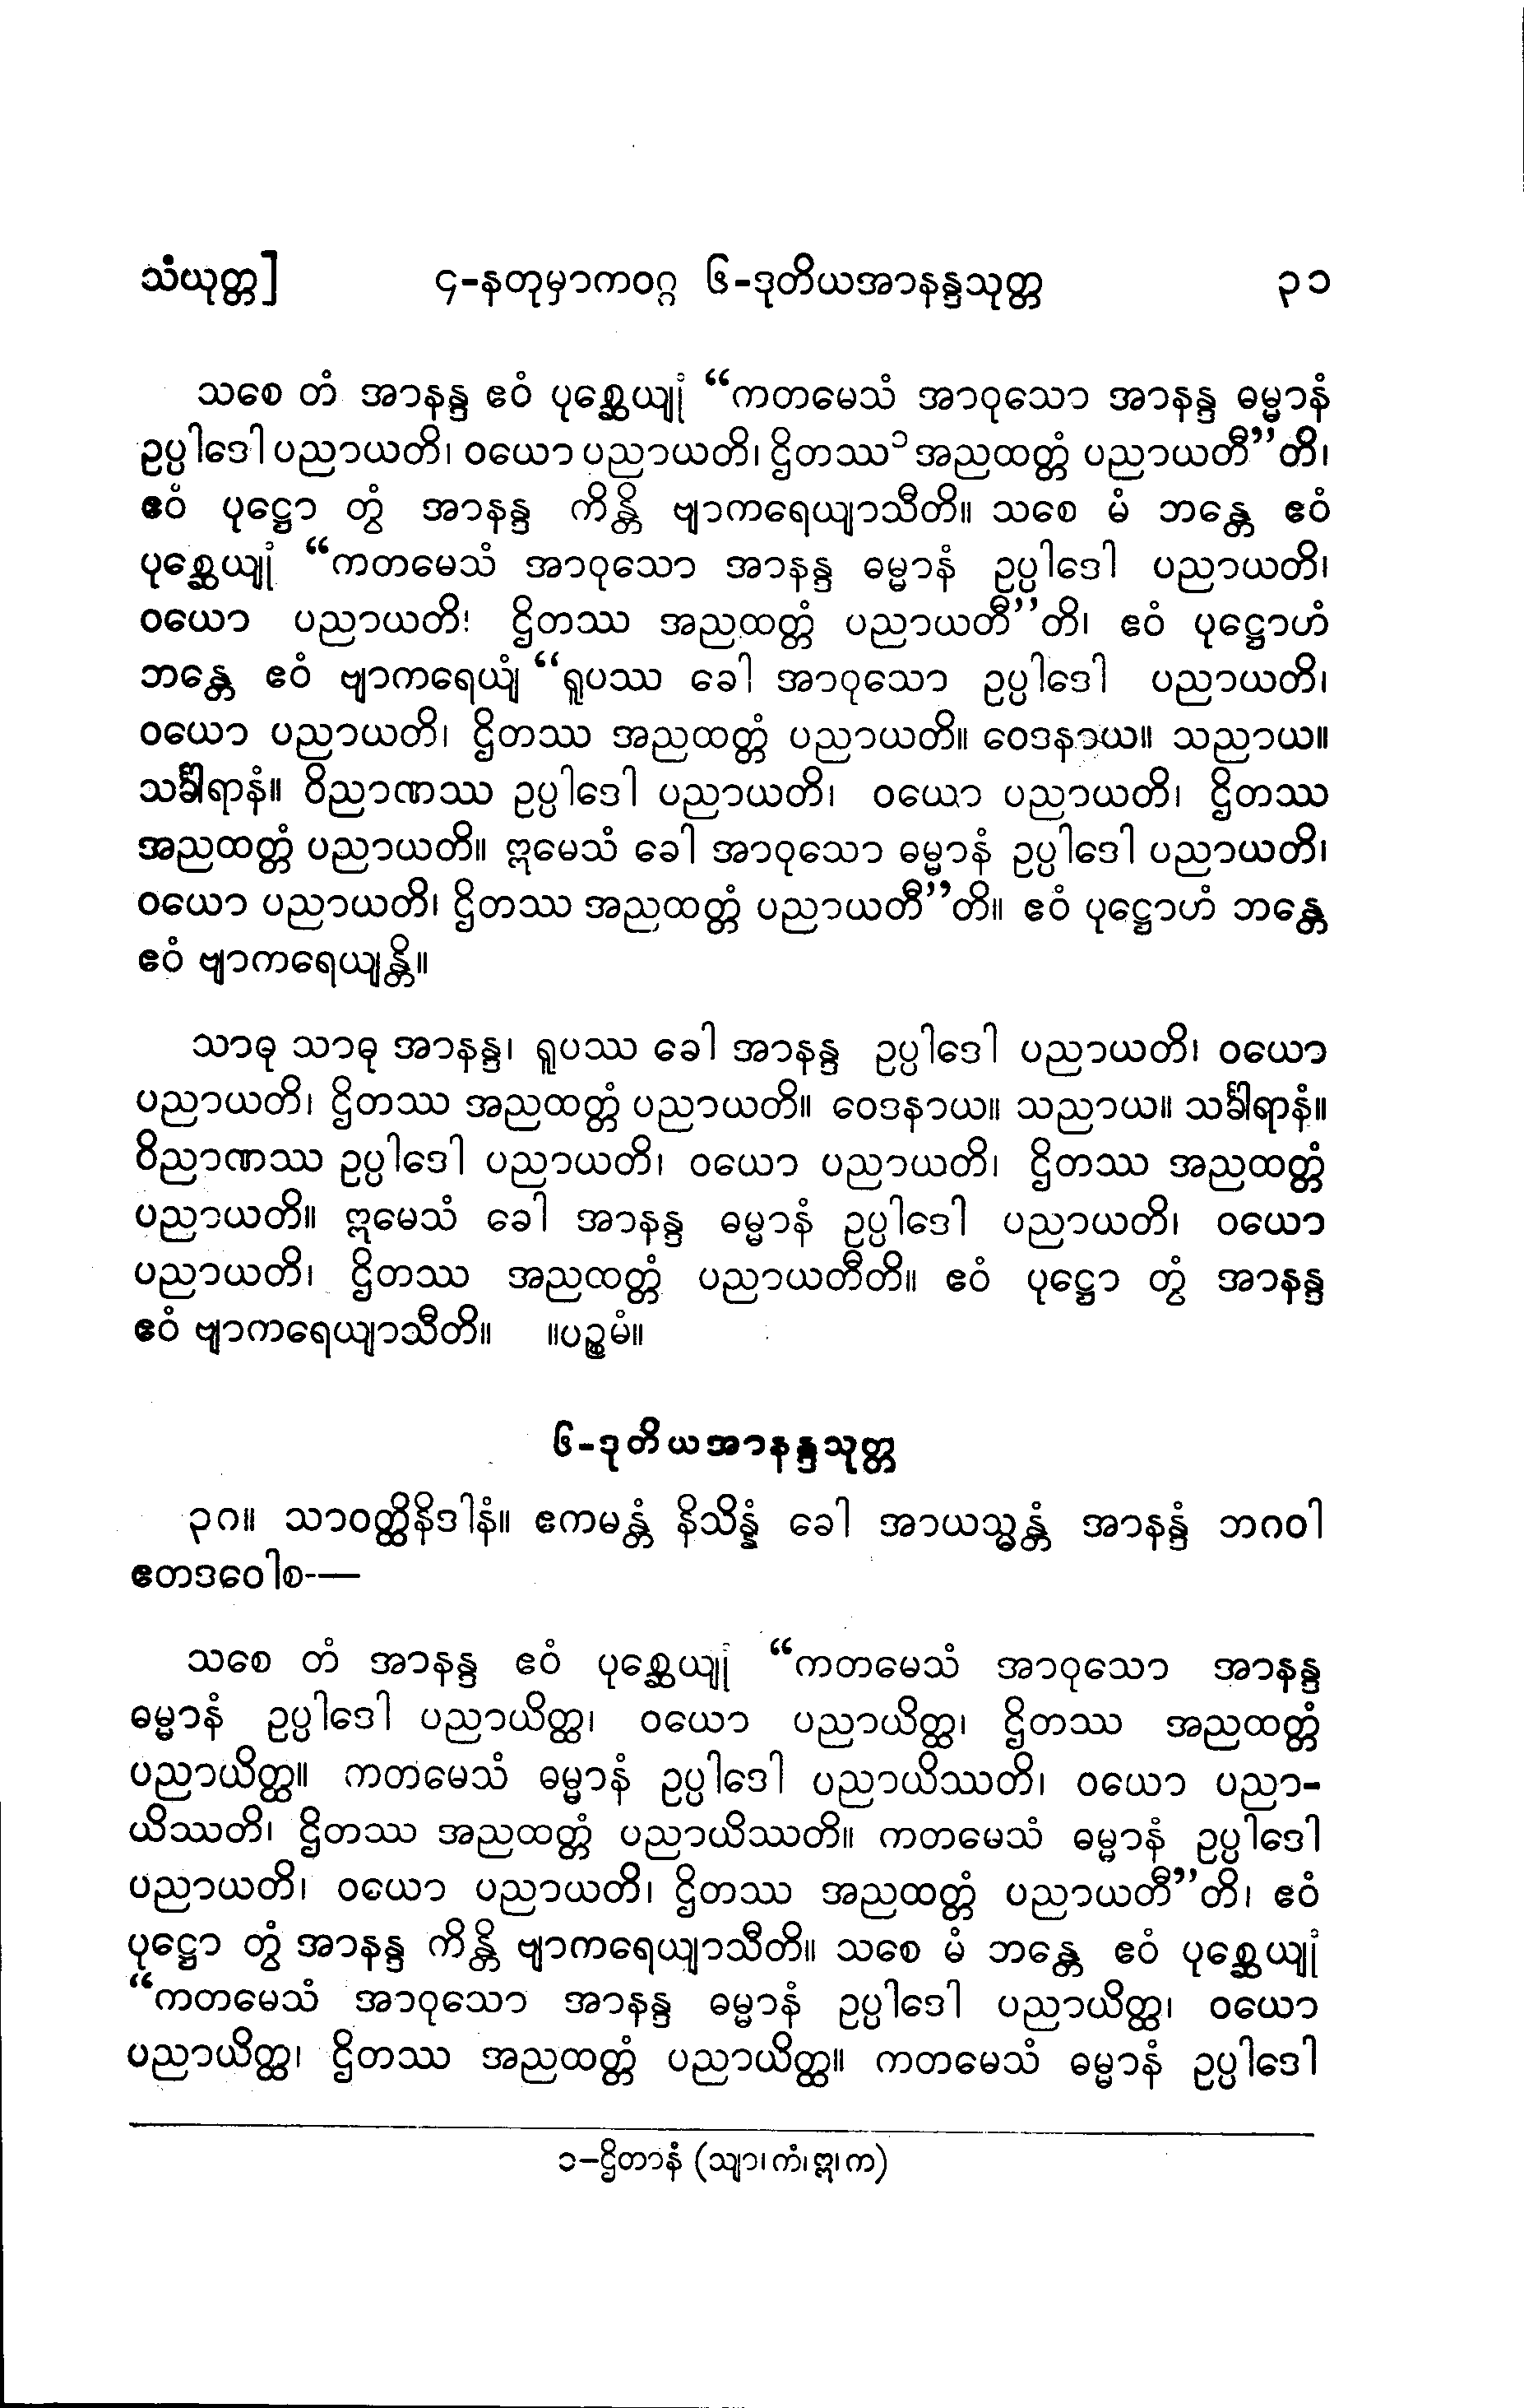 သံယုတ္တ] ၄-နတုမှာကဝဂ္ဂ ၆-ဒုတိယအာနန္ဒသုတ္တ ၃၁
သစေ တံ အာနန္ဒ ဧဝံ ပုစ္ဆေယျုံ “ကတမေသံ အာဝုသော အာနန္ဒ ဓမ္မာနံ
ဥပ္ပါဒေါ ပညာယတိ၊ ဝယော ပညာယတိ၊ ဌိတဿ ၁ အညထတ္တံ ပညာယတီ”တိ၊
ဧဝံ ပုဋ္ဌော တွံ အာနန္ဒ ကိန္တိ ဗျာကရေယျာသီတိ။ သစေ မံ ဘန္တေ ဧဝံ
ပုစ္ဆေယျုံ “ကတမေသံ အာဝုသော အာနန္ဒ ဓမ္မာနံ ဥပ္ပါဒေါ ပညာယတိ၊
ဝယော ပညာယတိ၊ ဌိတဿ အညထတ္တံ ပညာယတီ”တိ၊ ဧဝံ ပုဋ္ဌောဟံ
ဘန္တေ ဧဝံ ဗျာကရေယျံ “ရူပဿ ခေါ အာဝုသော ဥပ္ပါဒေါ ပညာယတိ၊
ဝယော ပညာယတိ၊ ဌိတဿ အညထတ္တံ ပညာယတိ။ ဝေဒနာယ။ သညာယ။
သင်္ခါရာနံ။ ဝိညာဏဿ ဥပ္ပါဒေါ ပညာယတိ၊ ဝယော ပညာယတိ၊ ဌိတဿ
အညထတ္တံ ပညာယတိ။ ဣမေသံ ခေါ အာဝုသော ဓမ္မာနံ ဥပ္ပါဒေါ ပညာယတိ၊
ဝယော ပညာယတိ၊ ဌိတဿ အညထတ္တံ ပညာယတီ”တိ။ ဧဝံ ပုဋ္ဌောဟံ ဘန္တေ
ဧဝံ ဗျာကရေယျန္တိ။
သာဓု သာဓု အာနန္ဒ၊ ရူပဿ ခေါ အာနန္ဒ ဥပ္ပါဒေါ ပညာယတိ၊ ဝယော
ပညာယတိ၊ ဌိတဿ အညထတ္တံ ပညာယတိ။ ဝေဒနာယ။ သညာယ။ သင်္ခါရာနံ။
ဝိညာဏဿ ဥပ္ပါဒေါ ပညာယတိ၊ ဝယော ပညာယတိ၊ ဌိတဿ အညထတ္တံ
ပညာယတိ။ ဣမေသံ ခေါ အာနန္ဒ ဓမ္မာနံ ဥပ္ပါဒေါ ပညာယတိ၊ ဝယော
ပညာယတိ၊ ဌိတဿ အညထတ္တံ ပညာယတီတိ။ ဧဝံ ပုဋ္ဌော တွံ အာနန္ဒ
ဧဝံ ဗျာကရေယျာသီတိ။ ။ပဉ္စမံ။
၆-ဒုတိယအာနန္ဒသုတ္တ
၃ဂ။ သာဝတ္ထိနိဒါနံ။ ဧကမန္တံ နိသိန္နံ ခေါ အာယသ္မန္တံ အာနန္ဒံ ဘဂဝါ
ဧတဒဝေါစ-—
သစေ တံ အာနန္ဒ ဧဝံ ပုစ္ဆေယျုံ “ကတမေသံ အာဝုသော အာနန္ဒ
ဓမ္မာနံ ဥပ္ပါဒေါ ပညာယိတ္ထ၊ ဝယော ပညာယိတ္ထ၊ ဌိတဿ အညထတ္တံ
ပညာယိတ္ထ။ ကတမေသံ ဓမ္မာနံ ဥပ္ပါဒေါ ပညာယိဿတိ၊ ဝယော ပညာ-
ယိဿတိ၊ ဌိတဿ အညထတ္တံ ပညာယိဿတိ။ ကတမေသံ ဓမ္မာနံ ဥပ္ပါဒေါ
ပညာယတိ၊ ဝယော ပညာယတိ၊ ဌိတဿ အညထတ္တံ ပညာယတီ”တိ၊ ဧဝံ
ပုဋ္ဌော တွံ အာနန္ဒ ကိန္တိ ဗျာကရေယျာသီတိ။ သစေ မံ ဘန္တေ ဧဝံ ပုစ္ဆေယျုံ
“ကတမေသံ အာဝုသော အာနန္ဒ ဓမ္မာနံ ဥပ္ပါဒေါ ပညာယိတ္ထ၊ ဝယော
ပညာယိတ္ထ၊ ဌိတဿ အညထတ္တံ ပညာယိတ္ထ။ ကတမေသံ ဓမ္မာနံ ဥပ္ပါဒေါ
၁-ဌိတာနံ (သျာ၊ ကံ၊ ဣ၊ က)